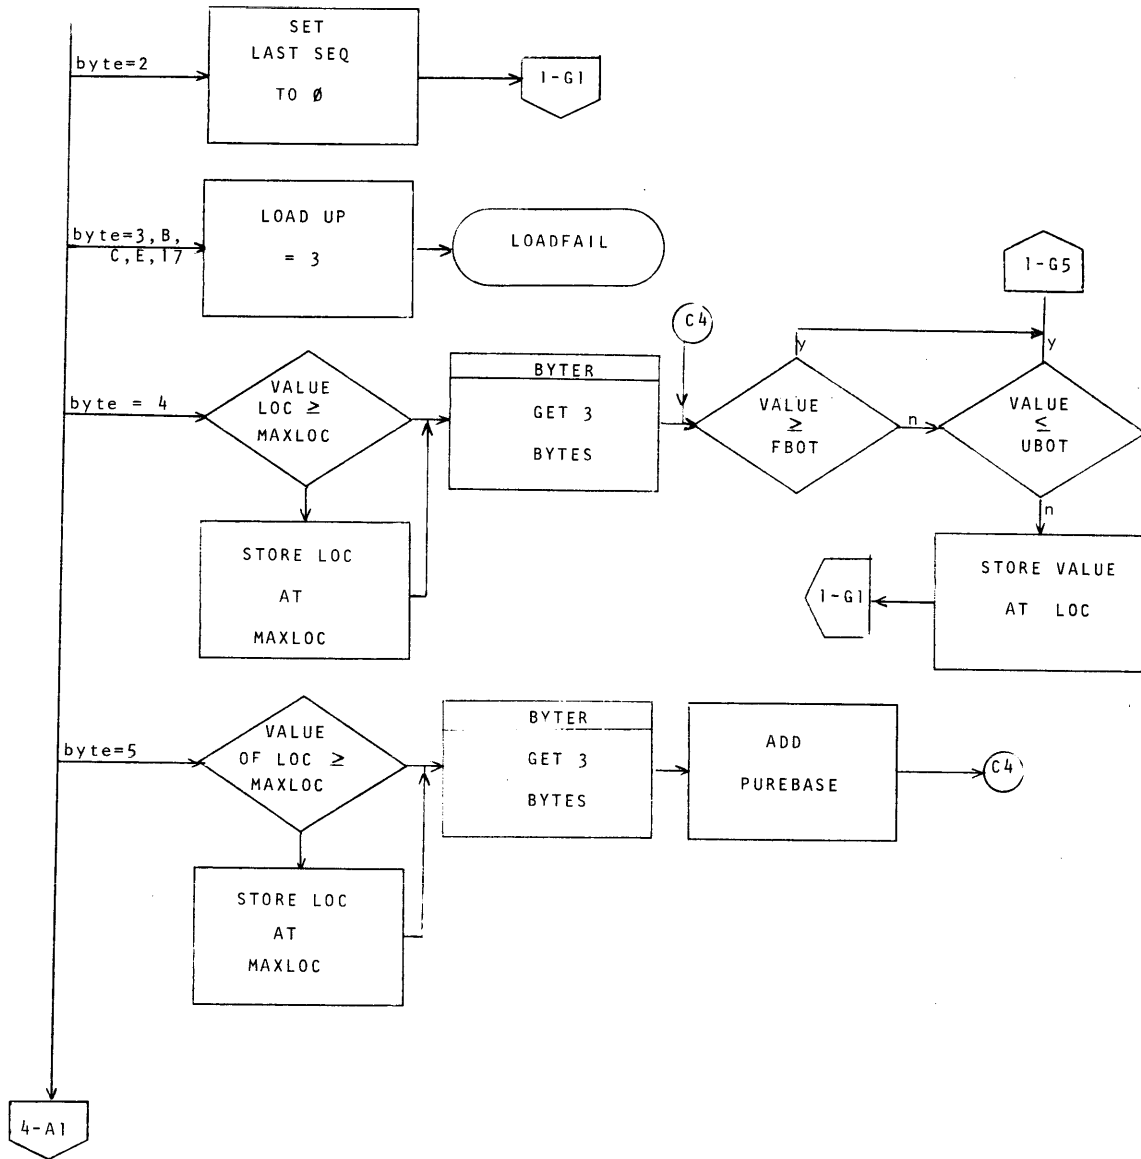 SET
LAST SEQ
TO Ø
byte=2
1-G1
byte=3,B,
C,E,17
LOAD UP
= 3
LOADFAIL
1-G5
C4
y
y
byte = 4
VALUE
LOC ≥
MAXLOC
BYTER
GET 3
BYTES
VALUE
≥
FBOT
n
VALUE
≤
UBOT
n
STORE LOC
AT
MAXLOC
1-G1
STORE VALUE
AT LOC
byte=5
VALUE
OF LOC ≥
MAXLOC
BYTER
GET 3
BYTES
ADD
PUREBASE
C4
STORE LOC
AT
MAXLOC
4-A1